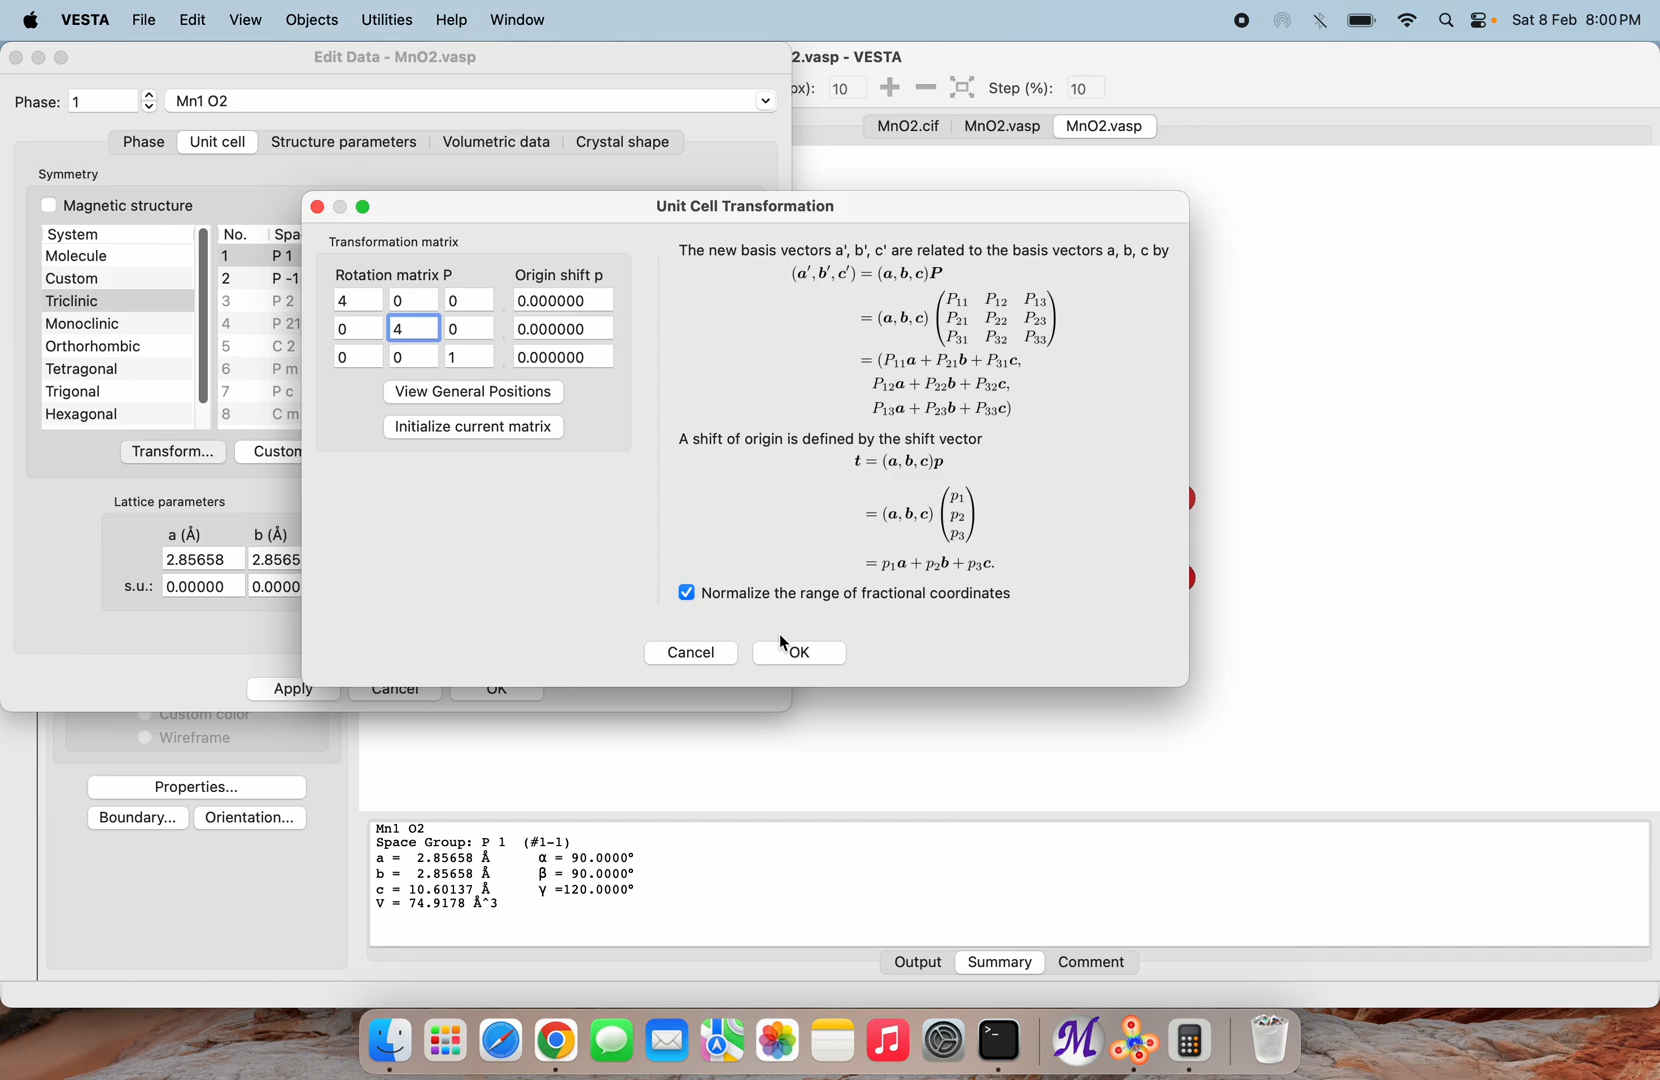 VESTA File Edit View Objects Utilities Help Window Sat 8 Feb 8:00 PM
Edit Data - MnO2.vasp
2.vasp - VESTA
Phase: 1 Mn1 O2
px): 10 Step (%): 10
MnO2.cif MnO2.vasp MnO2.vasp
Phase Unit cell Structure parameters Volumetric data Crystal shape
Symmetry
Magnetic structure
System
Molecule
Custom
Triclinic
Monoclinic
Orthorhombic
Tetragonal
Trigonal
Hexagonal
No. Spa
1 P 1
2 P -1
3 P 2
4 P 21
5 C 2
6 P m
7 P c
8 C m
Transform... Custom
Lattice parameters
a (Å) b (Å)
2.85658 2.8565
s.u.: 0.00000 0.0000
Apply Cancel OK
Unit Cell Transformation
Transformation matrix
Rotation matrix P Origin shift p
4 0 0 0.000000
0 4 0 0.000000
0 0 1 0.000000
View General Positions
Initialize current matrix
The new basis vectors a', b', c' are related to the basis vectors a, b, c by
(a′, b′, c′) = (a, b, c)P
= (a, b, c) (P11 P12 P13
P21 P22 P23
P31 P32 P33)
= (P11a + P21b + P31c,
P12a + P22b + P32c,
P13a + P23b + P33c)
A shift of origin is defined by the shift vector
t = (a, b, c)p
= (a, b, c) (p1
p2
p3)
= p1a + p2b + p3c.
Normalize the range of fractional coordinates
Cancel OK
Custom color
Wireframe
Properties...
Boundary... Orientation...
Mn1 O2
Space Group: P 1 (#1-1)
a = 2.85658 Å α = 90.0000°
b = 2.85658 Å β = 90.0000°
c = 10.60137 Å γ =120.0000°
V = 74.9178 Å^3
Output Summary Comment